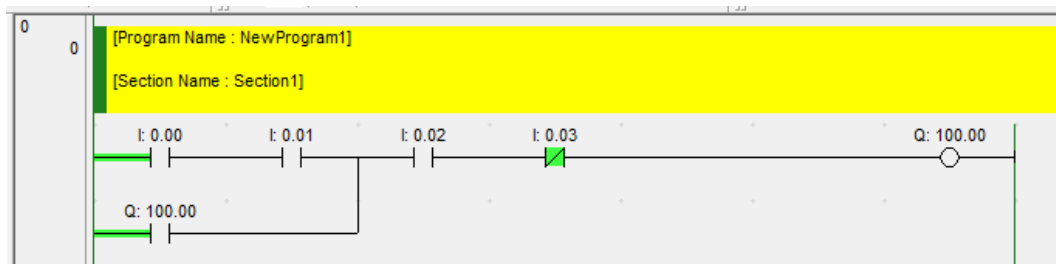 0
0
[Program Name : NewProgram1]
[Section Name : Section1]
I: 0.00 I: 0.01 I: 0.02 I: 0.03 Q: 100.00
Q: 100.00